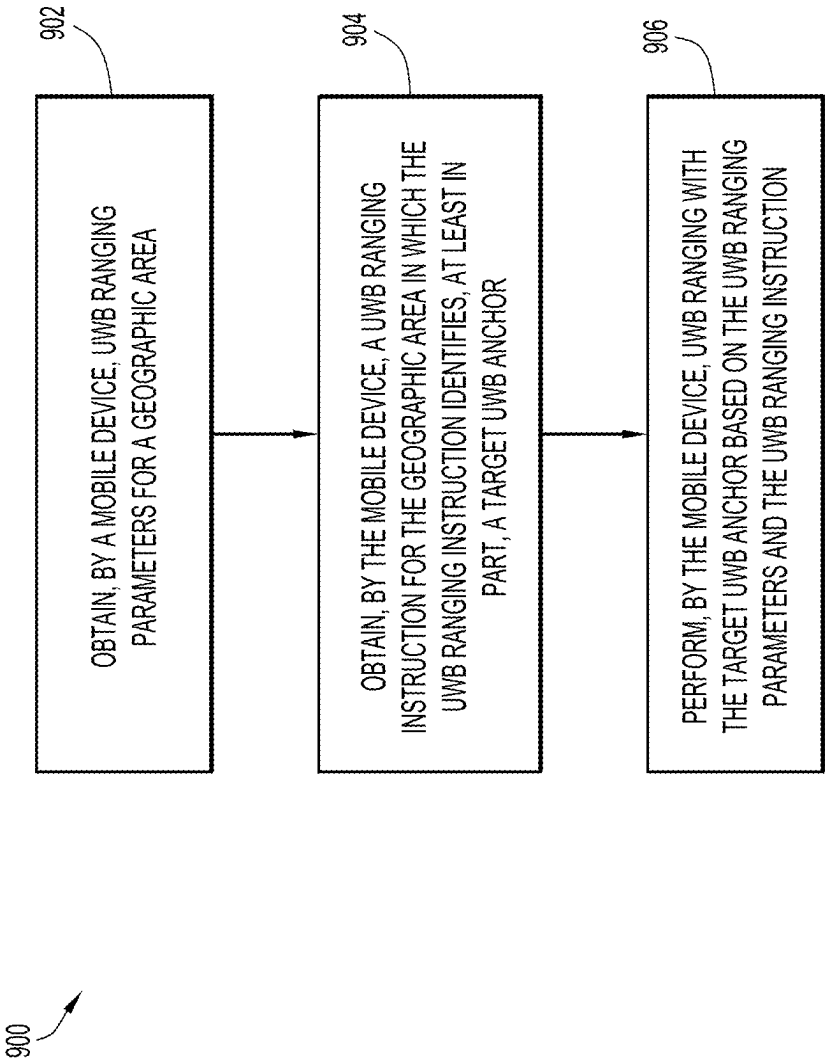 900
902
OBTAIN, BY A MOBILE DEVICE, UWB RANGING
PARAMETERS FOR A GEOGRAPHIC AREA
904
OBTAIN, BY THE MOBILE DEVICE, A UWB RANGING
INSTRUCTION FOR THE GEOGRAPHIC AREA IN WHICH THE
UWB RANGING INSTRUCTION IDENTIFIES, AT LEAST IN
PART, A TARGET UWB ANCHOR
906
PERFORM, BY THE MOBILE DEVICE, UWB RANGING WITH
THE TARGET UWB ANCHOR BASED ON THE UWB RANGING
PARAMETERS AND THE UWB RANGING INSTRUCTION